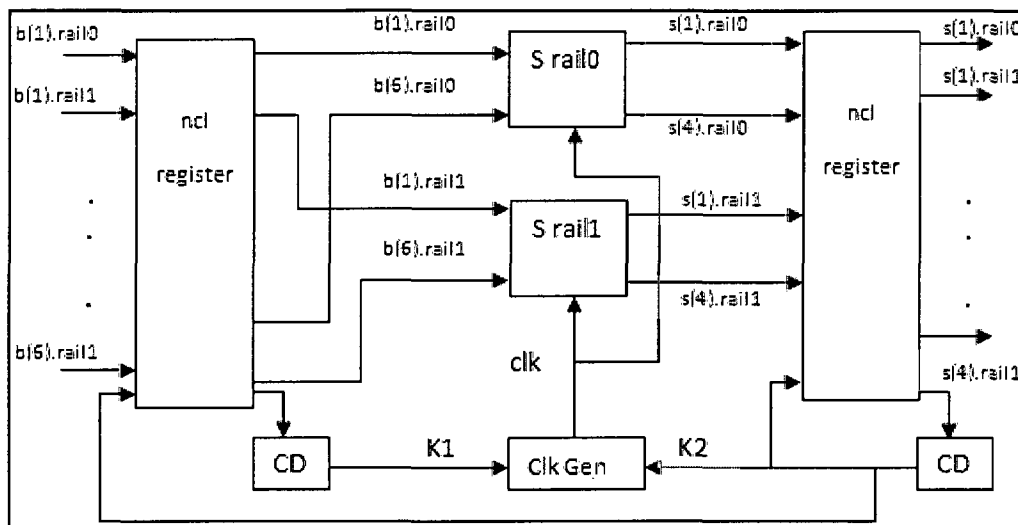 b(1).rail0
b(1).rail1
b(6).rail1
ncl
register
b(1).rail0
b(6).rail0
b(1).rail1
b(6).rail1
S rail0
S rail1
clk
s(1).rail0
s(4).rail0
s(1).rail1
s(4).rail1
ncl
register
s(1).rail0
s(1).rail1
s(4).rail1
CD
K1
Clk Gen
K2
CD